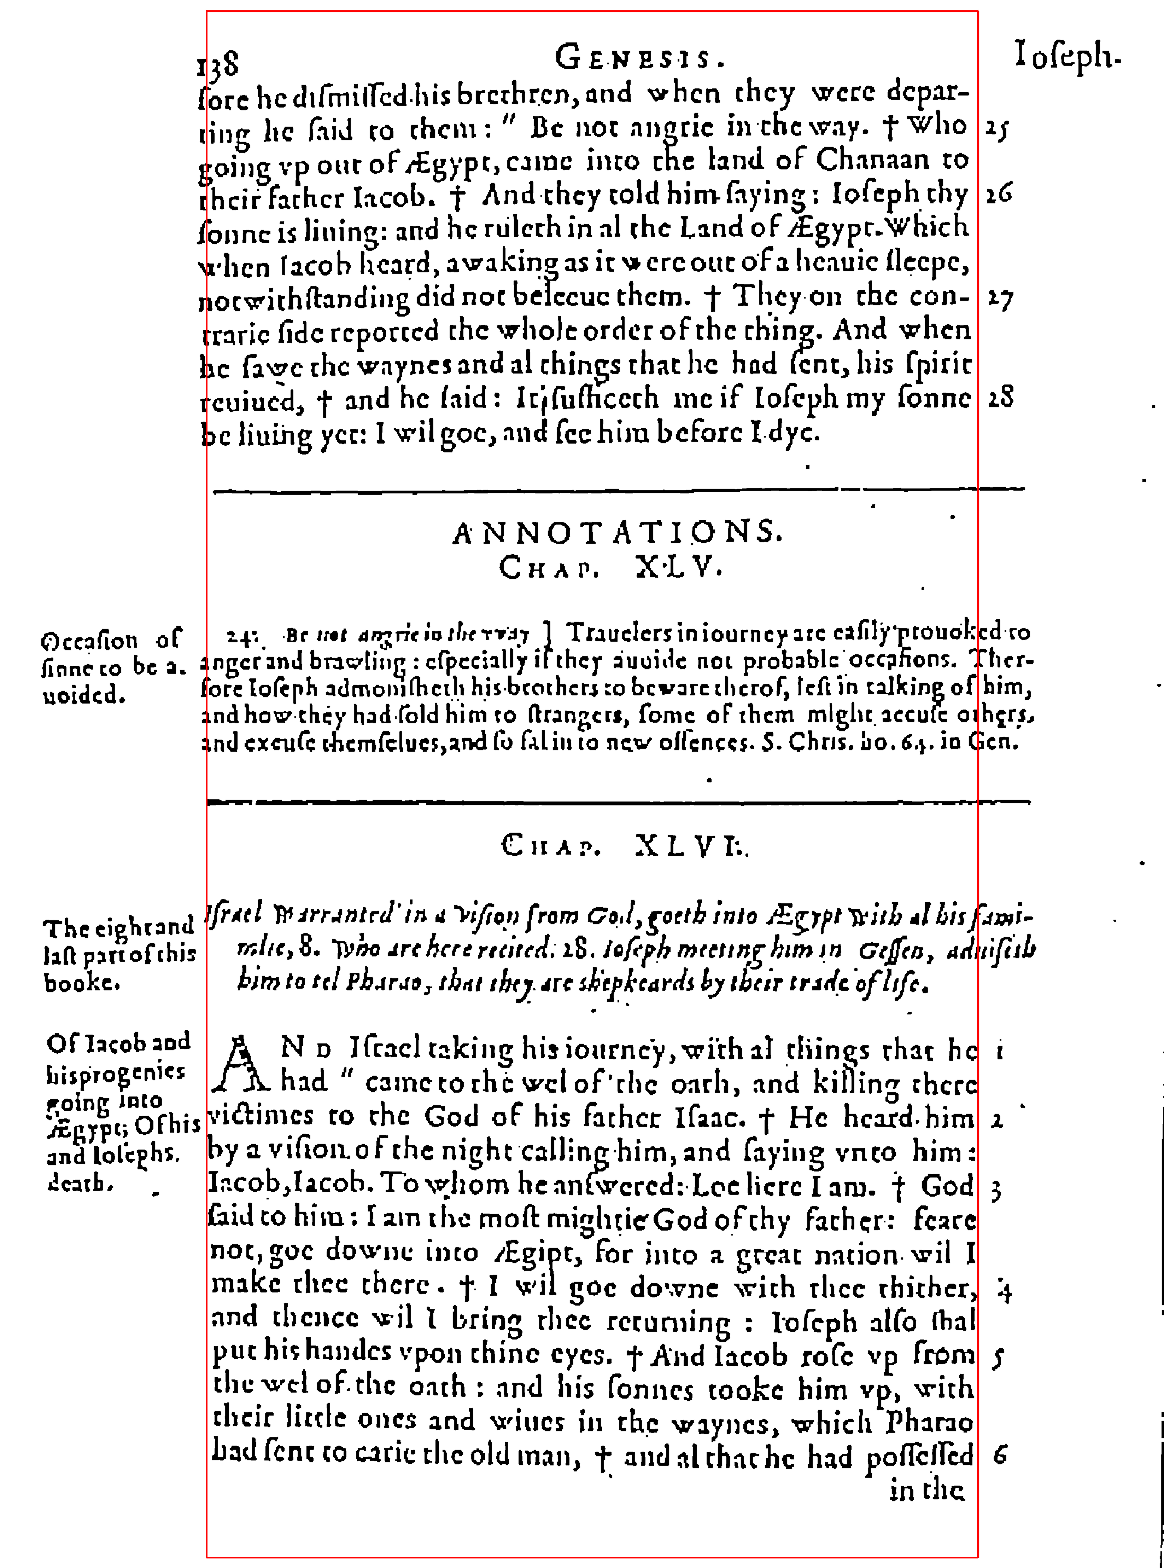 138 GENESIS. Ioſeph.
fore he diſmiſſed his brethren, and when they were depar-
ting he ſaid to them: " Be not angrie in the way. † Who 25
going vp out of Ægypt, came into the land of Chanaan to
their father Iacob. † And they told him ſaying: Ioſeph thy 26
ſonne is liuing: and he ruleth in al the Land of Ægypt. Which
when Iacob heard, awaking as it were out of a heauie ſleepe,
notwithſtanding did not beleeue them. † They on the con- 27
trarie ſide reported the whole order of the thing. And when
he ſawe the waynes and al things that he had ſent, his ſpirit
reuiued, † and he ſaid: It ſufficeth me if Ioſeph my ſonne 28
be liuing yet: I wil goe, and ſee him before I dye.
ANNOTATIONS.
CHAP. XLV.
Occaſion of
ſinne to be a-
uoided.
24. Be not angrie in the way ] Trauelers in iourney are eaſily prouoked to
anger and brawling: eſpecially if they auoide not probable occaſions. Ther-
fore Ioſeph admoniſheth his brothers to beware therof, leſt in talking of him,
and how they had ſold him to ſtrangers, ſome of them might accuſe others,
and excuſe themſelues, and ſo fal into new offences. S. Chris. ho. 64. in Gen.
CHAP. XLVI.
The eight and
laſt part of this
booke.
Iſrael warranted in a viſion from God, goeth into Ægypt with al his fami-
milie, 8. Who are here recited. 28. Ioſeph meeting him in Geſſen, aduiſeth
him to tel Pharao, that they are shepheards by their trade of life.
Of Iacob and
his progenies
going into
Ægypt; Of his
and Ioſephs.
death.
AND Iſrael taking his iourney, with al things that he 1
had " came to the wel of the oath, and killing there
victimes to the God of his father Iſaac. † He heard him 2
by a viſion of the night calling him, and ſaying vnto him:
Iacob, Iacob. To whom he anſwered: Loe here I am. † God 3
ſaid to him: I am the moſt mightie God of thy father: feare
not, goe downe into Ægipt, for into a great nation wil I
make thee there. † I wil goe downe with thee thither, 4
and thence wil I bring thee returning: Ioſeph alſo ſhal
put his handes vpon thine eyes. † And Iacob roſe vp from 5
the wel of the oath: and his ſonnes tooke him vp, with
their little ones and wiues in the waynes, which Pharao
had ſent to carie the old man, † and al that he had poſſeſſed 6
in the